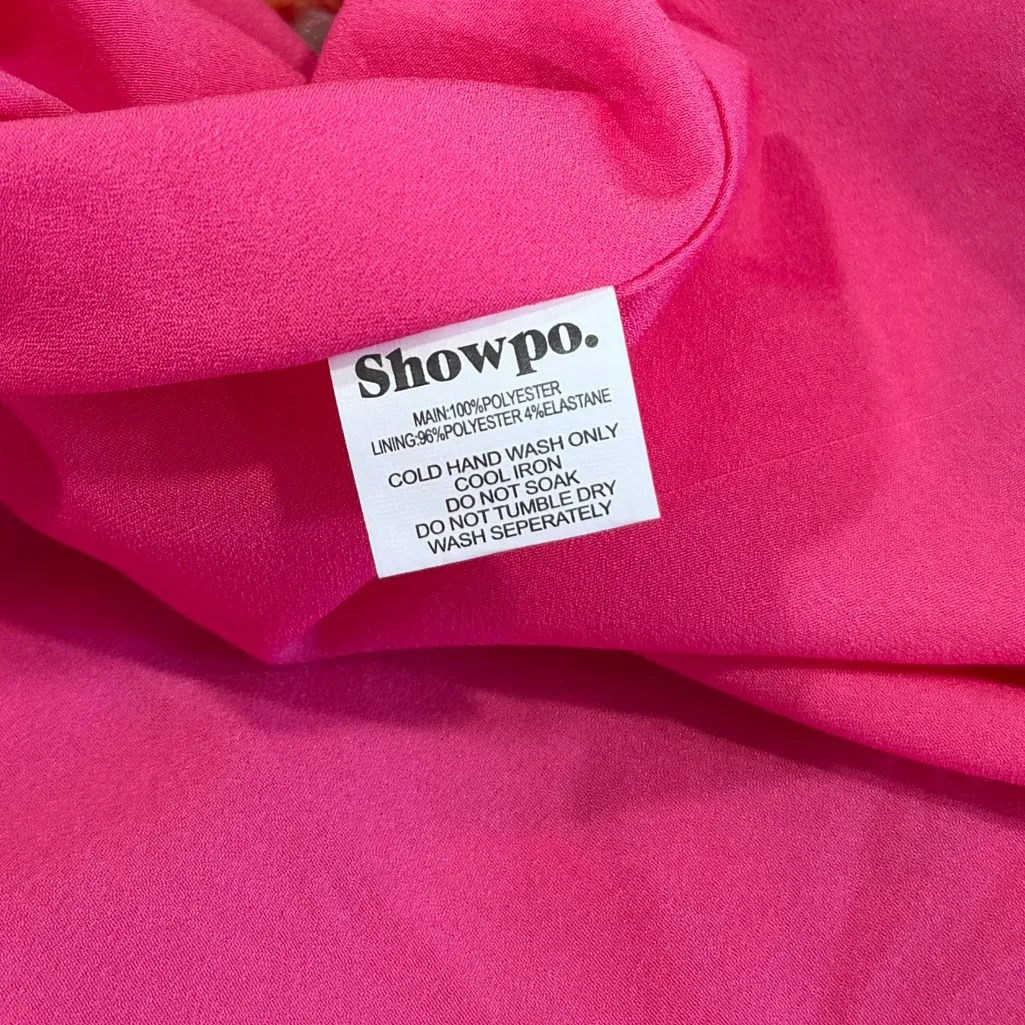 Showpo.
MAIN:100%POLYESTER
LINING:96%POLYESTER 4%ELASTANE
COLD HAND WASH ONLY
COOL IRON
DO NOT SOAK
DO NOT TUMBLE DRY
WASH SEPERATELY